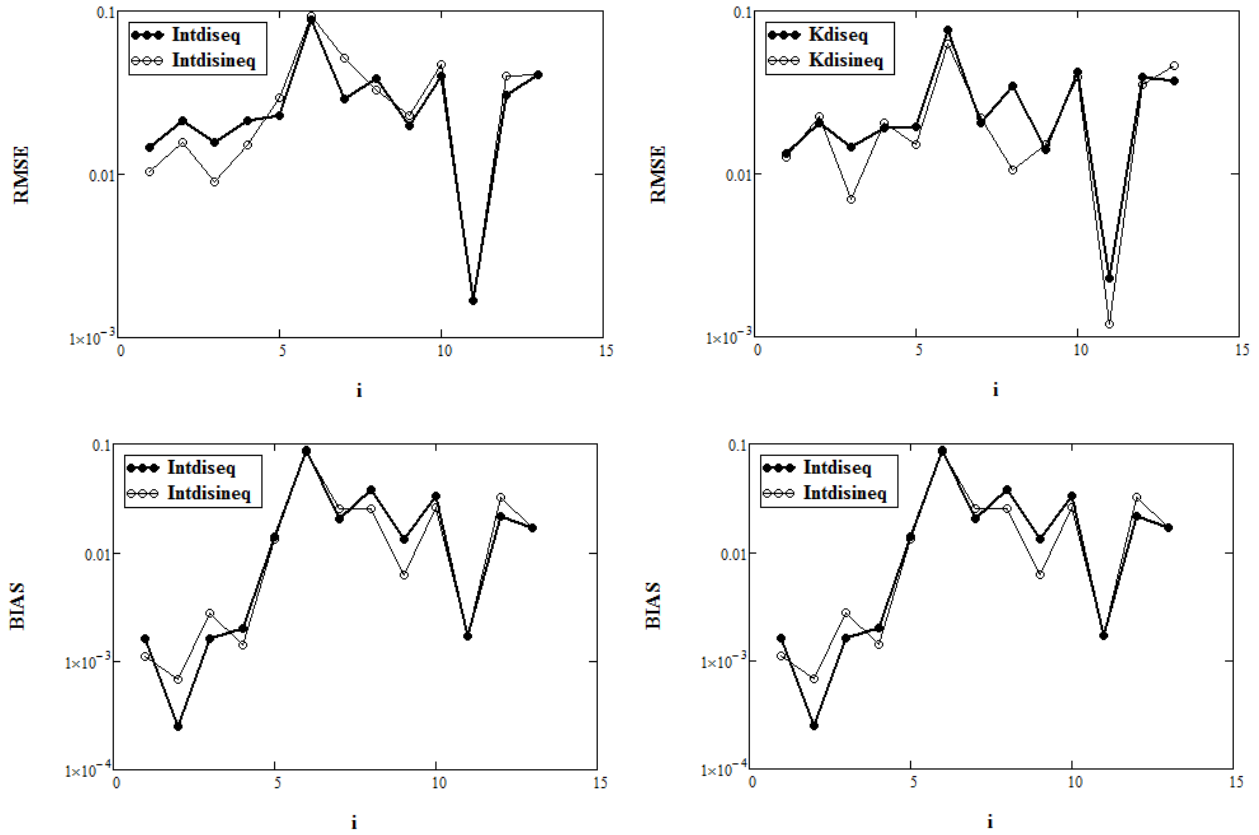 0.1
Intdiseq
Intdisineq
RMSE
0.01
1×10⁻³
0 5 10 15
i
0.1
Kdiseq
Kdisineq
RMSE
0.01
1×10⁻³
0 5 10 15
i
0.1
Intdiseq
Intdisineq
BIAS
0.01
1×10⁻³
1×10⁻⁴
0 5 10 15
i
0.1
Intdiseq
Intdisineq
BIAS
0.01
1×10⁻³
1×10⁻⁴
0 5 10 15
i